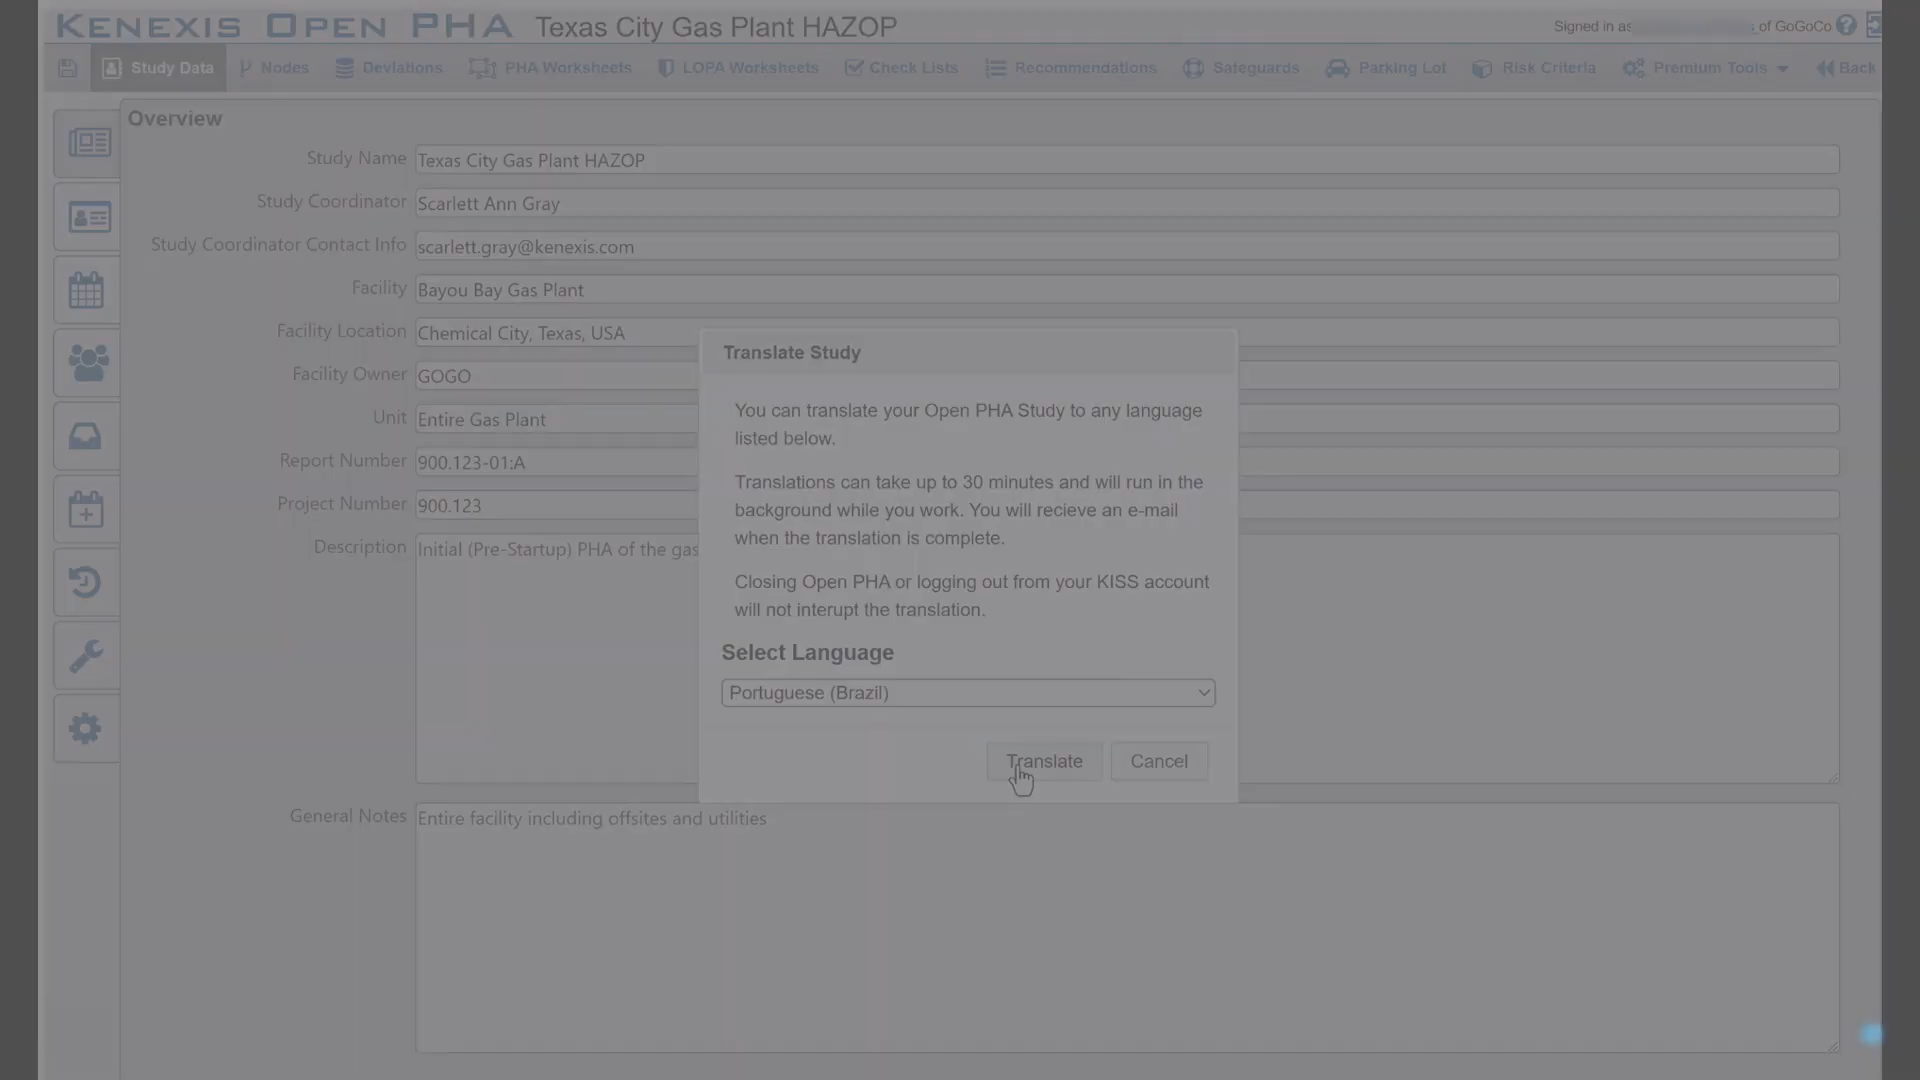 KENEXIS OPEN PHA Texas City Gas Plant HAZOP
Signed in as of GoGoCo
Study Data Nodes Deviations PHA Worksheets LOPA Worksheets Check Lists Recommendations Safeguards Parking Lot Risk Criteria Premium Tools Back
Overview
Study Name Texas City Gas Plant HAZOP
Study Coordinator Scarlett Ann Gray
Study Coordinator Contact Info scarlett.gray@kenexis.com
Facility Bayou Bay Gas Plant
Facility Location Chemical City, Texas, USA
Facility Owner GOGO
Unit Entire Gas Plant
Report Number 900.123-01:A
Project Number 900.123
Description Initial (Pre-Startup) PHA of the gas
General Notes Entire facility including offsites and utilities
Translate Study
You can translate your Open PHA Study to any language
listed below.
Translations can take up to 30 minutes and will run in the
background while you work. You will recieve an e-mail
when the translation is complete.
Closing Open PHA or logging out from your KISS account
will not interupt the translation.
Select Language
Portuguese (Brazil)
Translate Cancel